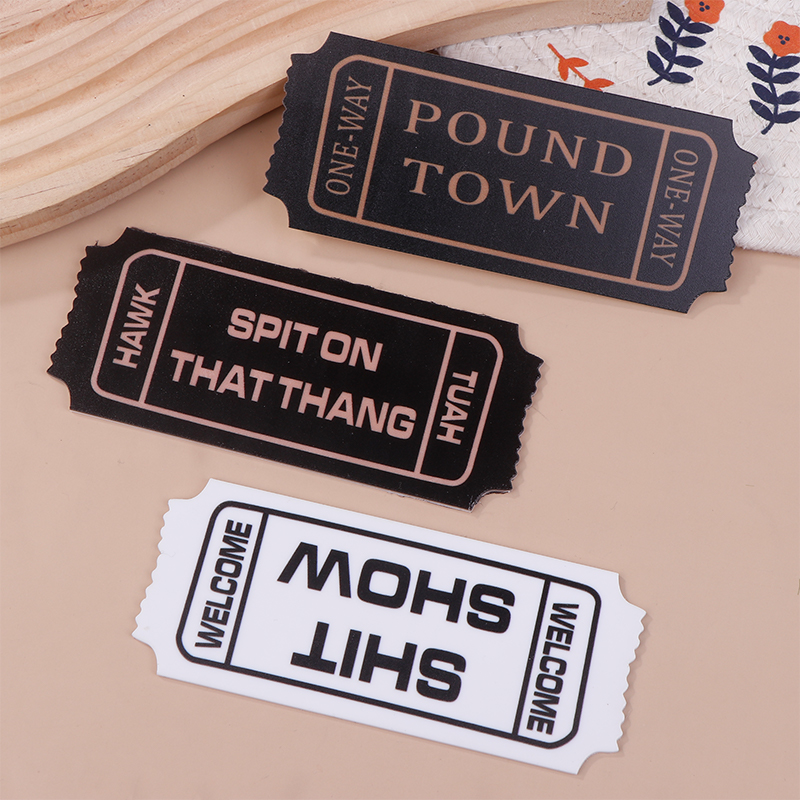 ONE-WAY
POUND
TOWN
ONE-WAY
HAWK
SPIT ON
THAT THANG
TUAH
WELCOME
SHIT
SHOW
WELCOME